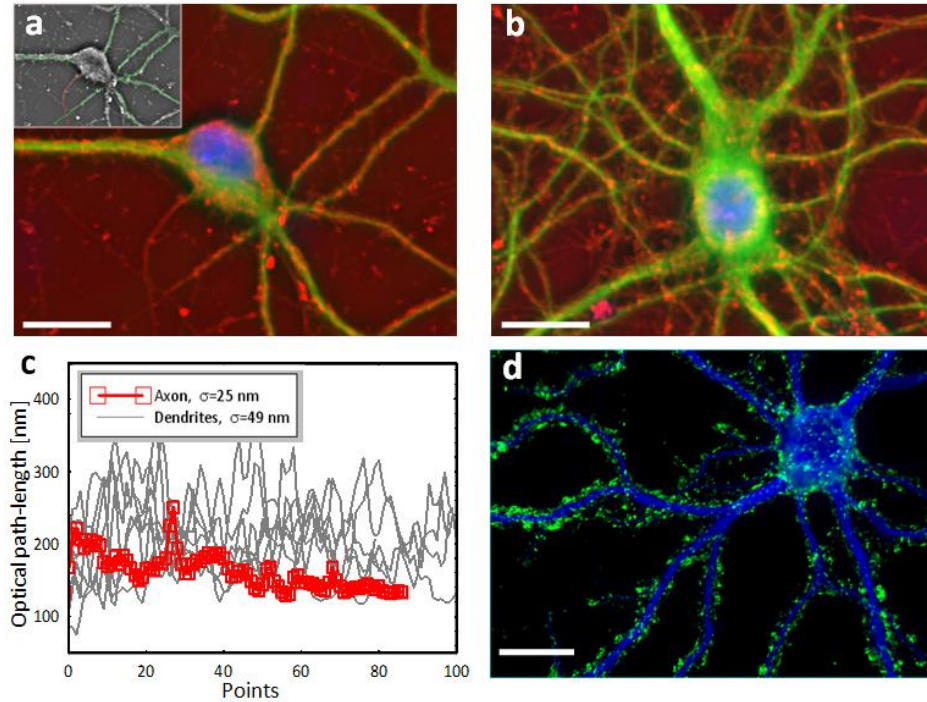 a
b
c
Axon, σ=25 nm
Dendrites, σ=49 nm
Optical path-length [nm]
400
300
200
100
0
20
40
60
80
100
Points
d